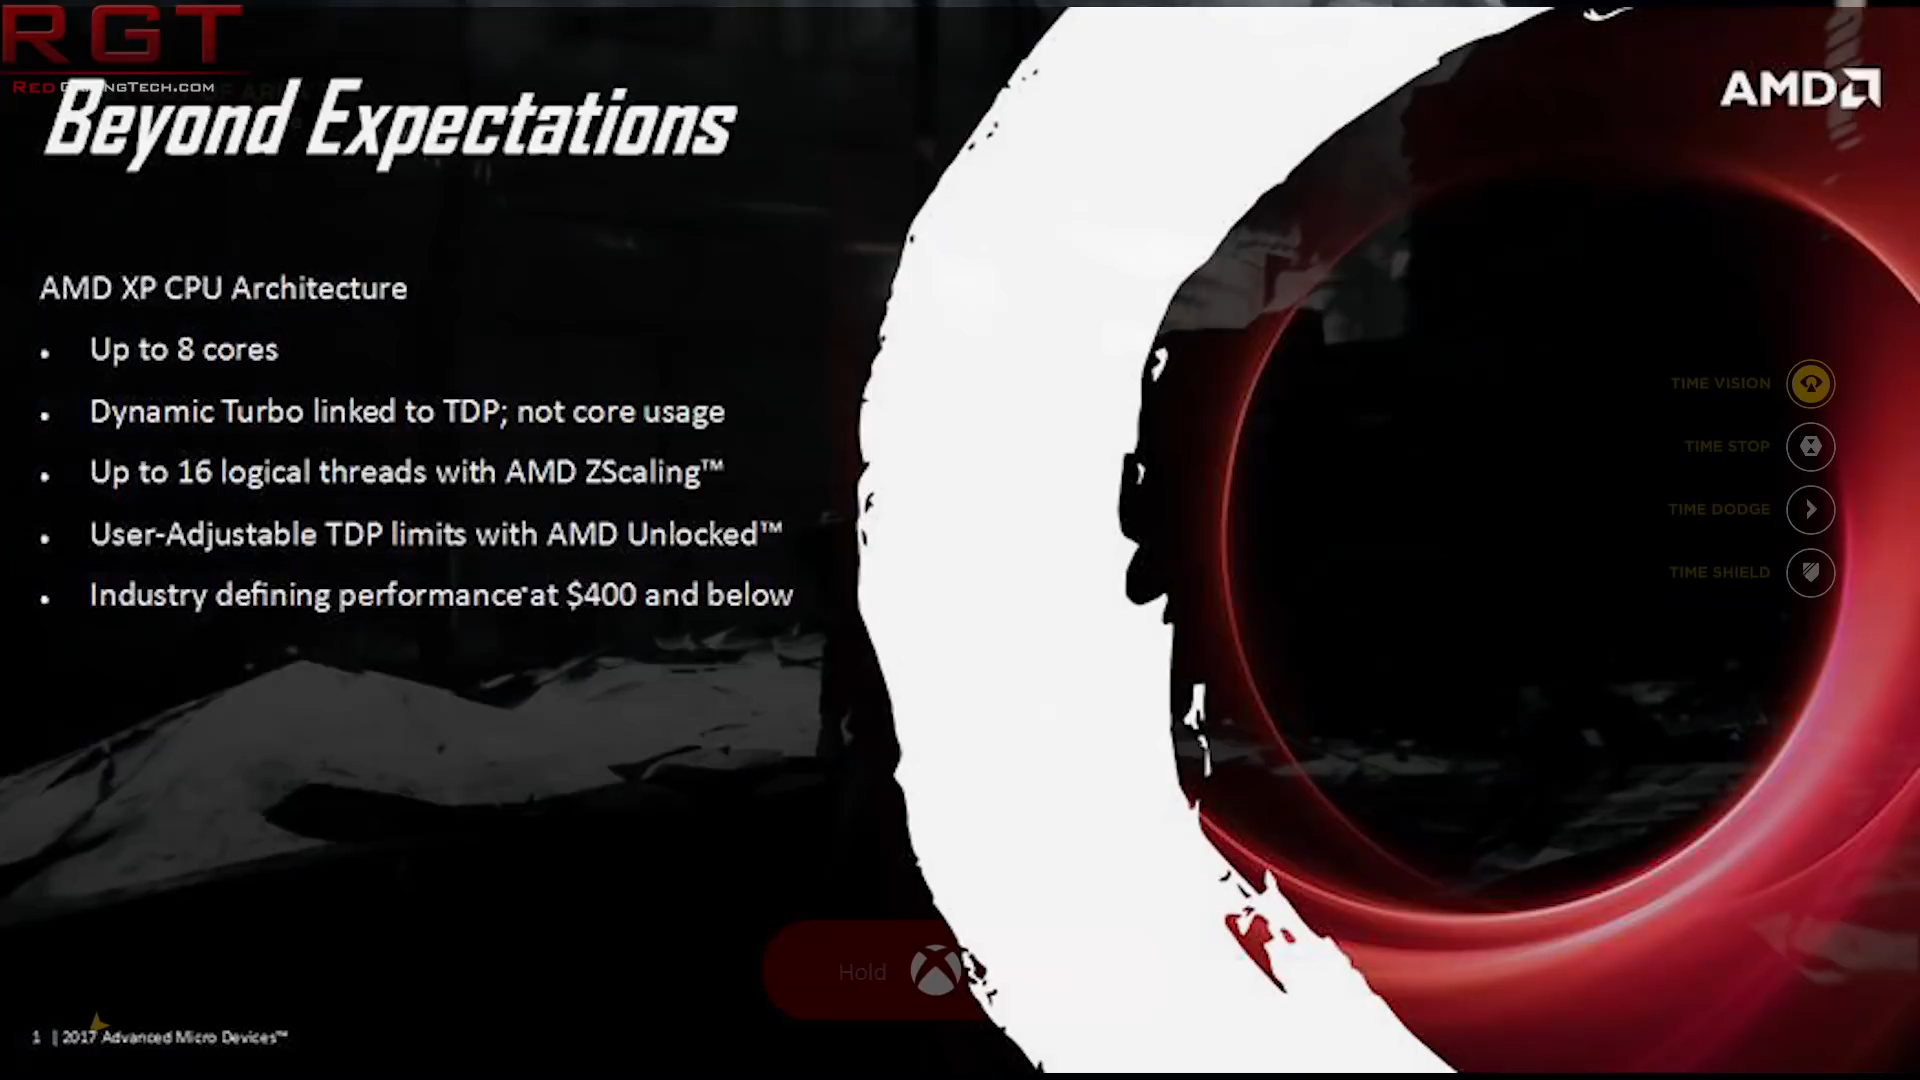 RGT
REDGAMINGTECH.COM
Beyond Expectations
AMD
AMD XP CPU Architecture
• Up to 8 cores
• Dynamic Turbo linked to TDP; not core usage
• Up to 16 logical threads with AMD ZScaling™
• User-Adjustable TDP limits with AMD Unlocked™
• Industry defining performance*at $400 and below
TIME VISION
TIME STOP
TIME DODGE
TIME SHIELD
Hold
1 | 2017 Advanced Micro Devices™